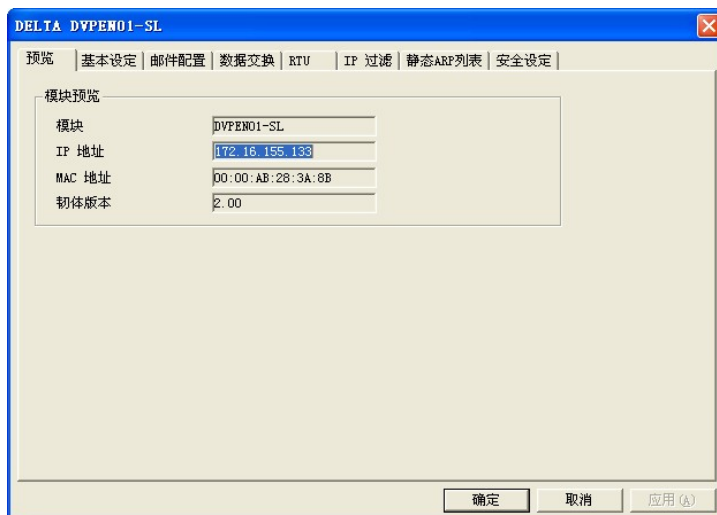 DELTA DVPEN01-SL
预览 基本设定 邮件配置 数据交换 RTU IP 过滤 静态ARP列表 安全设定
模块预览
模块 DVPEN01-SL
IP 地址 172.16.155.133
MAC 地址 00:00:AB:28:3A:8B
韧体版本 2.00
确定 取消 应用(A)